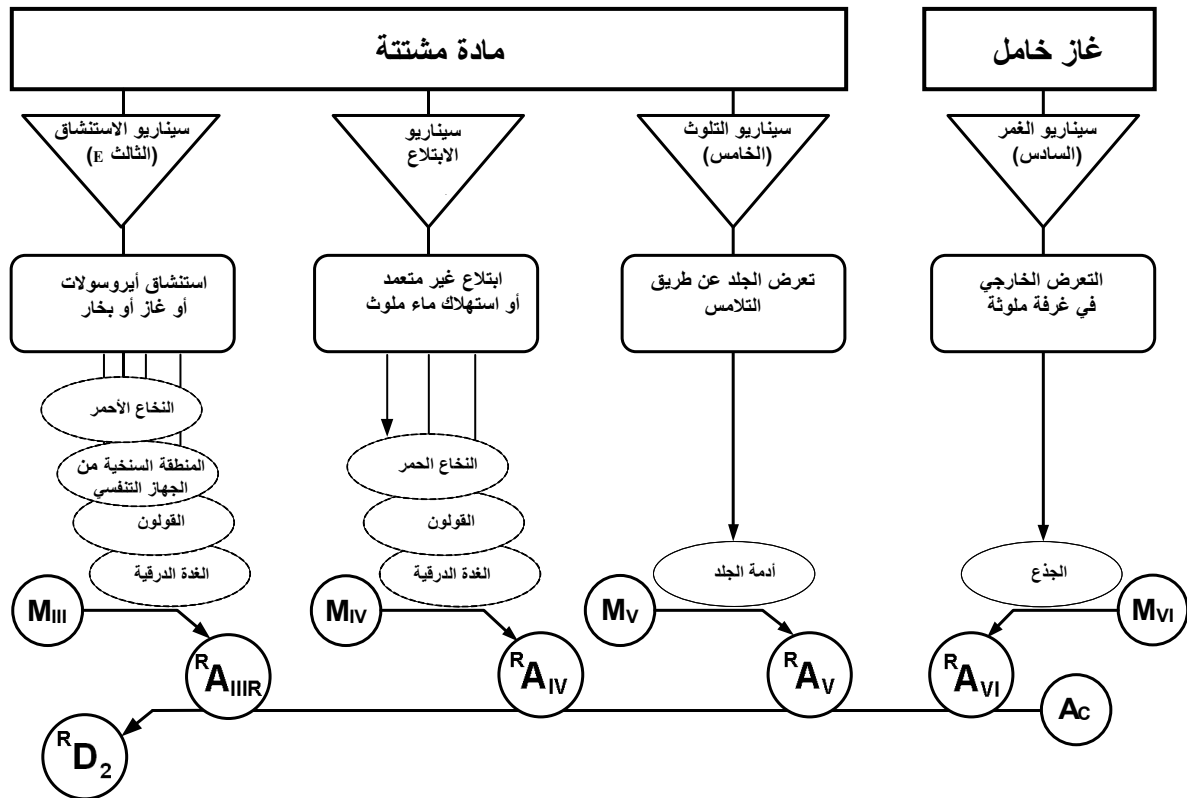 مادة مشتتة
غاز خامل
سيناريو الاستنشاق
(الثالث E)
سيناريو
الابتلاع
سيناريو التلوث
(الخامس)
سيناريو الغمر
(السادس)
استنشاق أيروسولات
أو غاز أو بخار
ابتلاع غير متعمد
أو استهلاك ماء ملوث
تعرض الجلد عن طريق
التلامس
التعرض الخارجي
في غرفة ملوثة
النخاع الأحمر
المنطقة السنخية من
الجهاز التنفسي
القولون
الغدة الدرقية
النخاع الحمر
القولون
الغدة الدرقية
أدمة الجلد
الجذع
MIII
MIV
MV
MVI
RAIIIR
RAIV
RAV
RAVI
AC
RD2